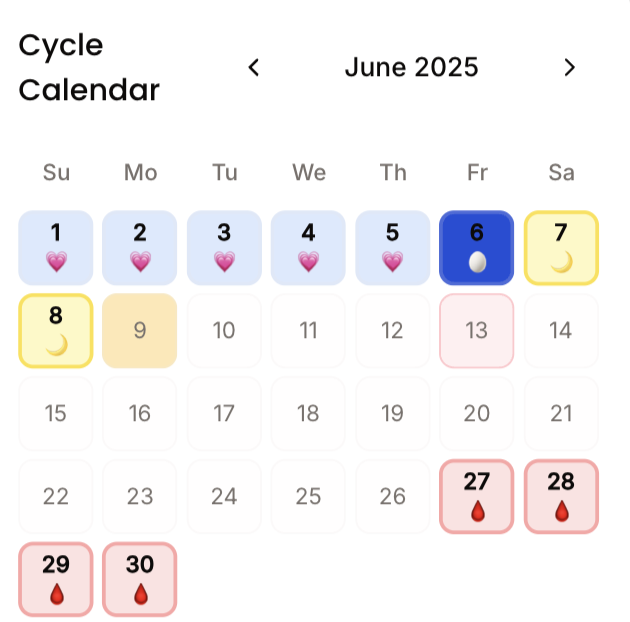 Cycle
Calendar
June 2025
Su Mo Tu We Th Fr Sa
1 2 3 4 5 6 7
8 9 10 11 12 13 14
15 16 17 18 19 20 21
22 23 24 25 26 27 28
29 30